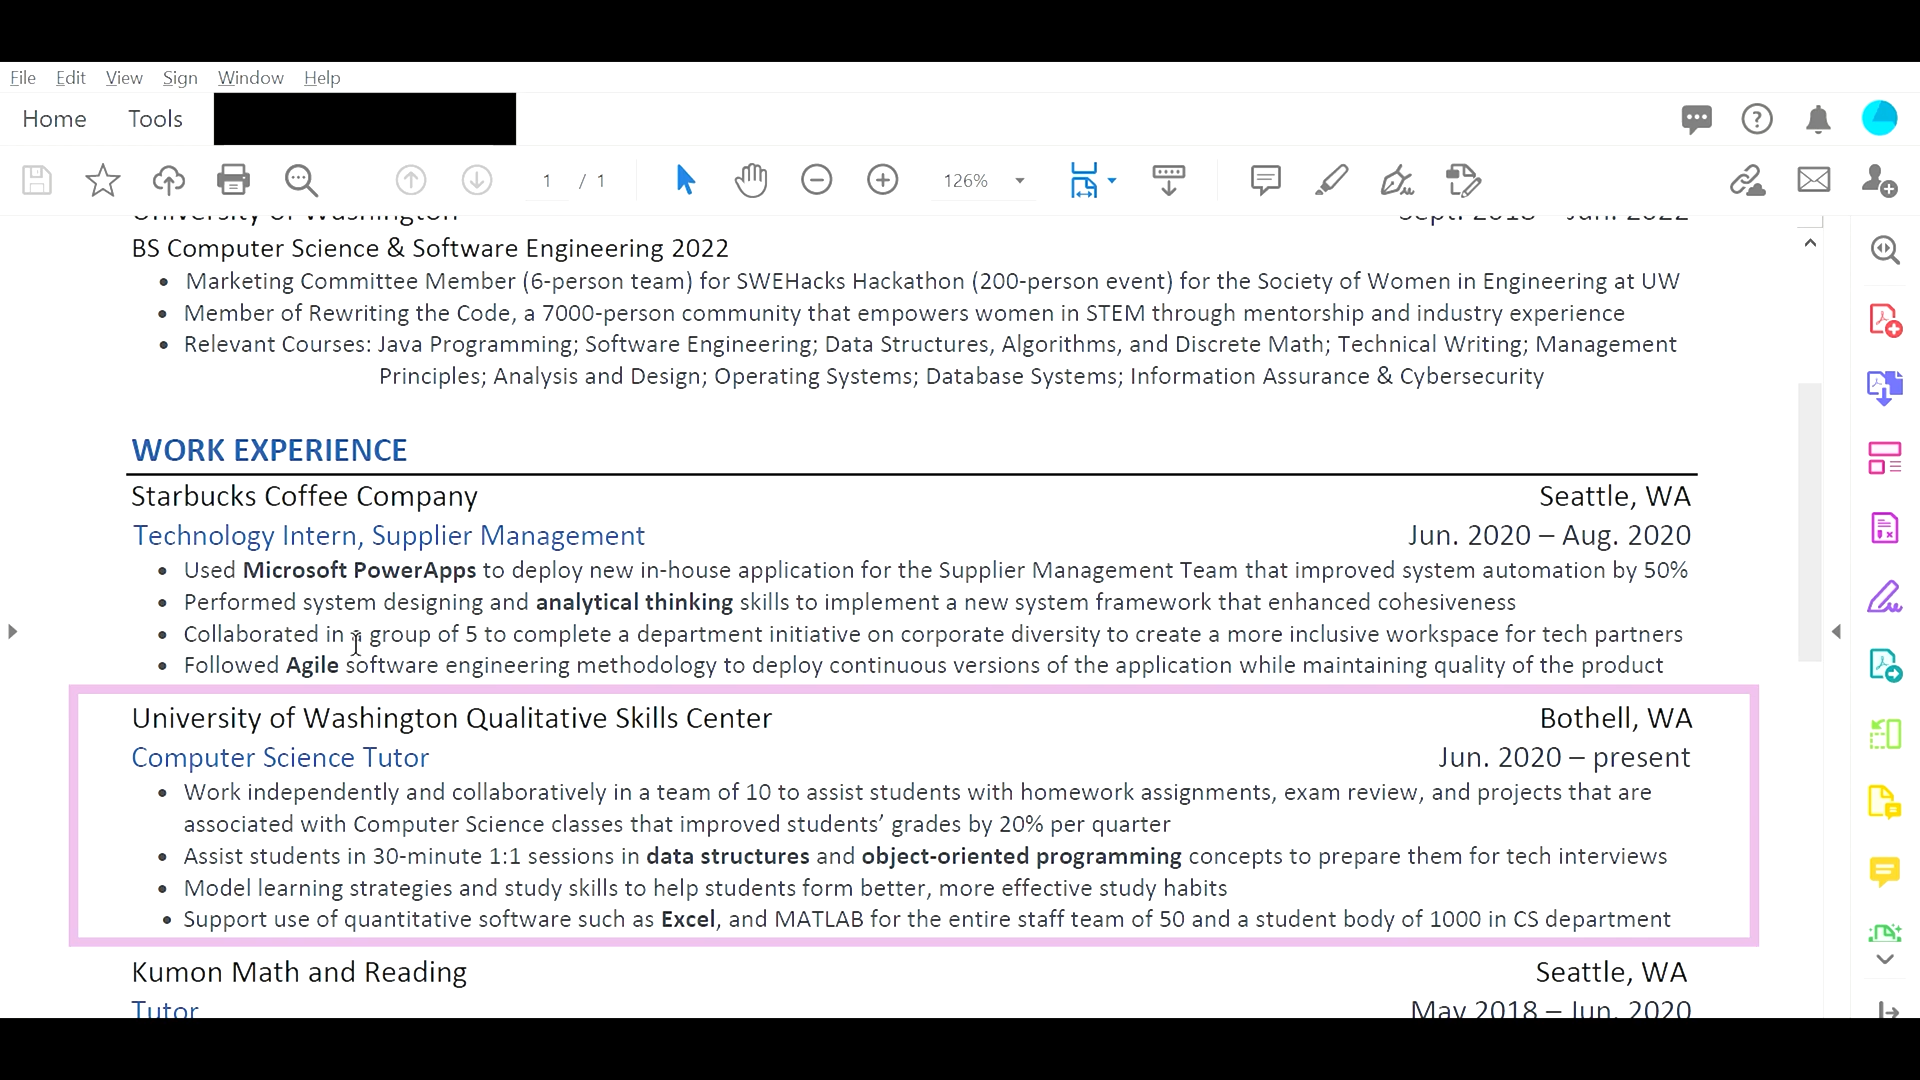 File Edit View Sign Window Help
Home Tools
1 / 1 126%
University of Washington Sept. 2018 – Jun. 2022
BS Computer Science & Software Engineering 2022
• Marketing Committee Member (6-person team) for SWEHacks Hackathon (200-person event) for the Society of Women in Engineering at UW
• Member of Rewriting the Code, a 7000-person community that empowers women in STEM through mentorship and industry experience
• Relevant Courses: Java Programming; Software Engineering; Data Structures, Algorithms, and Discrete Math; Technical Writing; Management
Principles; Analysis and Design; Operating Systems; Database Systems; Information Assurance & Cybersecurity
WORK EXPERIENCE
Starbucks Coffee Company Seattle, WA
Technology Intern, Supplier Management Jun. 2020 – Aug. 2020
• Used Microsoft PowerApps to deploy new in-house application for the Supplier Management Team that improved system automation by 50%
• Performed system designing and analytical thinking skills to implement a new system framework that enhanced cohesiveness
• Collaborated in a group of 5 to complete a department initiative on corporate diversity to create a more inclusive workspace for tech partners
• Followed Agile software engineering methodology to deploy continuous versions of the application while maintaining quality of the product
University of Washington Qualitative Skills Center Bothell, WA
Computer Science Tutor Jun. 2020 – present
• Work independently and collaboratively in a team of 10 to assist students with homework assignments, exam review, and projects that are
associated with Computer Science classes that improved students’ grades by 20% per quarter
• Assist students in 30-minute 1:1 sessions in data structures and object-oriented programming concepts to prepare them for tech interviews
• Model learning strategies and study skills to help students form better, more effective study habits
• Support use of quantitative software such as Excel, and MATLAB for the entire staff team of 50 and a student body of 1000 in CS department
Kumon Math and Reading Seattle, WA
Tutor May 2018 – Jun. 2020